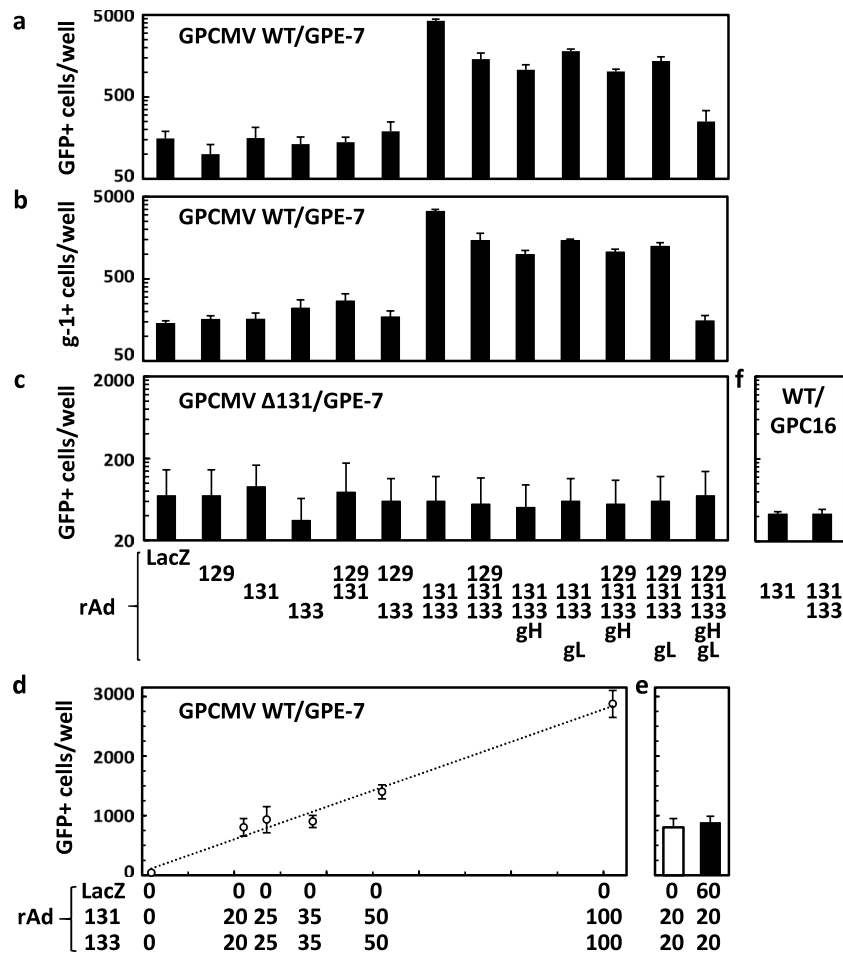 a
GPCMV WT/GPE-7
GFP+ cells/well
5000
500
50
b
GPCMV WT/GPE-7
g-1+ cells/well
5000
500
50
c
GPCMV Δ131/GPE-7
GFP+ cells/well
2000
200
20
f
WT/
GPC16
rAd
LacZ
129 129 129 129 129 129 129
131 129 131 131 131 131 131 131 131 131 131 131
133 133 133 133 133 133 133 133 133 133 133
gH gH gH
gL gL gL
d
GPCMV WT/GPE-7
GFP+ cells/well
3000
2000
1000
0
e
LacZ 0 0 0 0 0 0 0 60
rAd 131 0 20 25 35 50 100 20 20
133 0 20 25 35 50 100 20 20